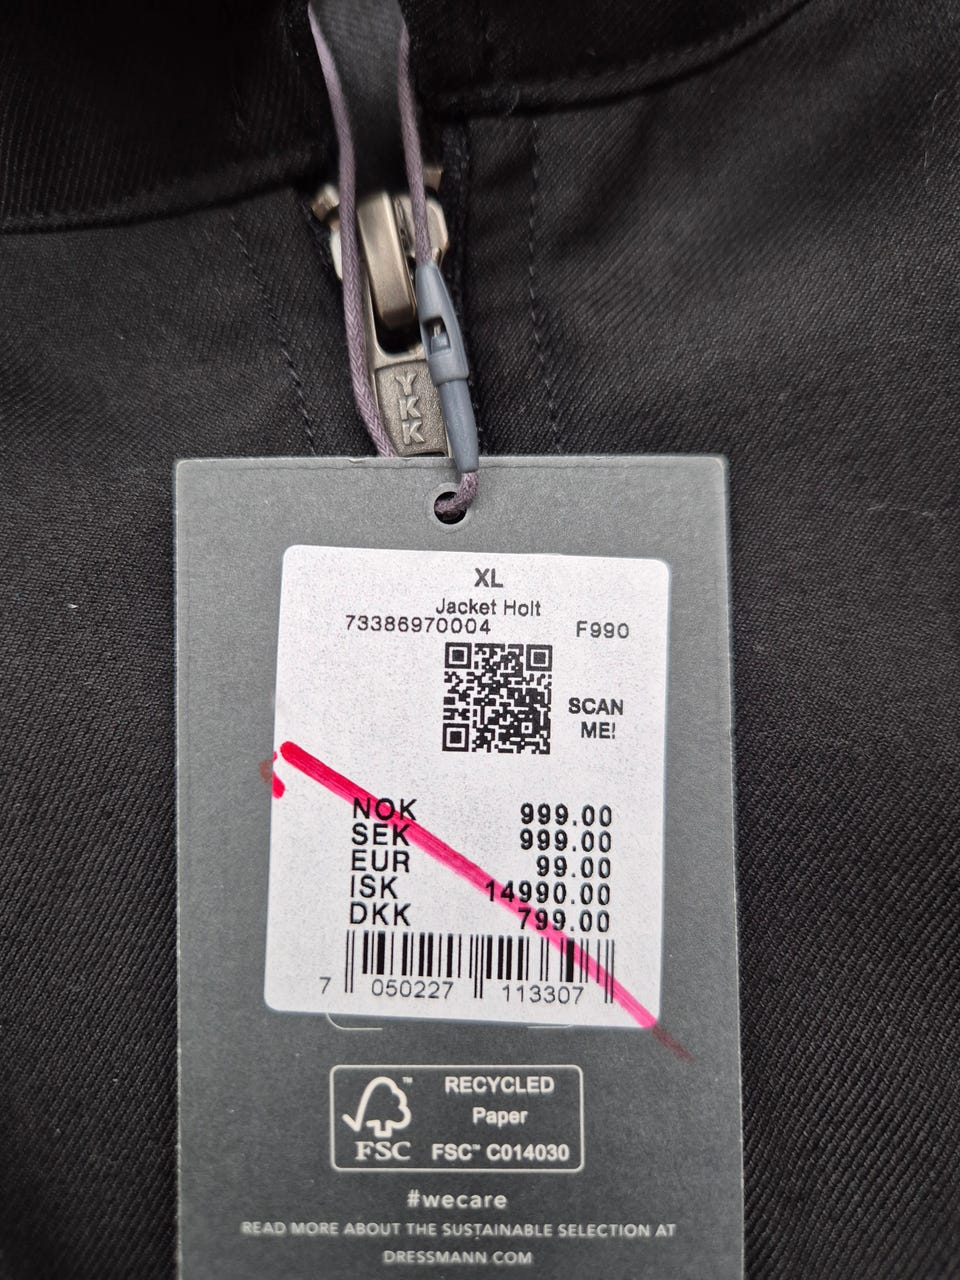 YKK
XL
Jacket Holt
73386970004 F990
SCAN
ME!
NOK 999.00
SEK 999.00
EUR 99.00
ISK 14990.00
DKK 799.00
7 050227 113307
RECYCLED
Paper
FSC™ C014030
™
FSC
#wecare
READ MORE ABOUT THE SUSTAINABLE SELECTION AT
DRESSMANN.COM